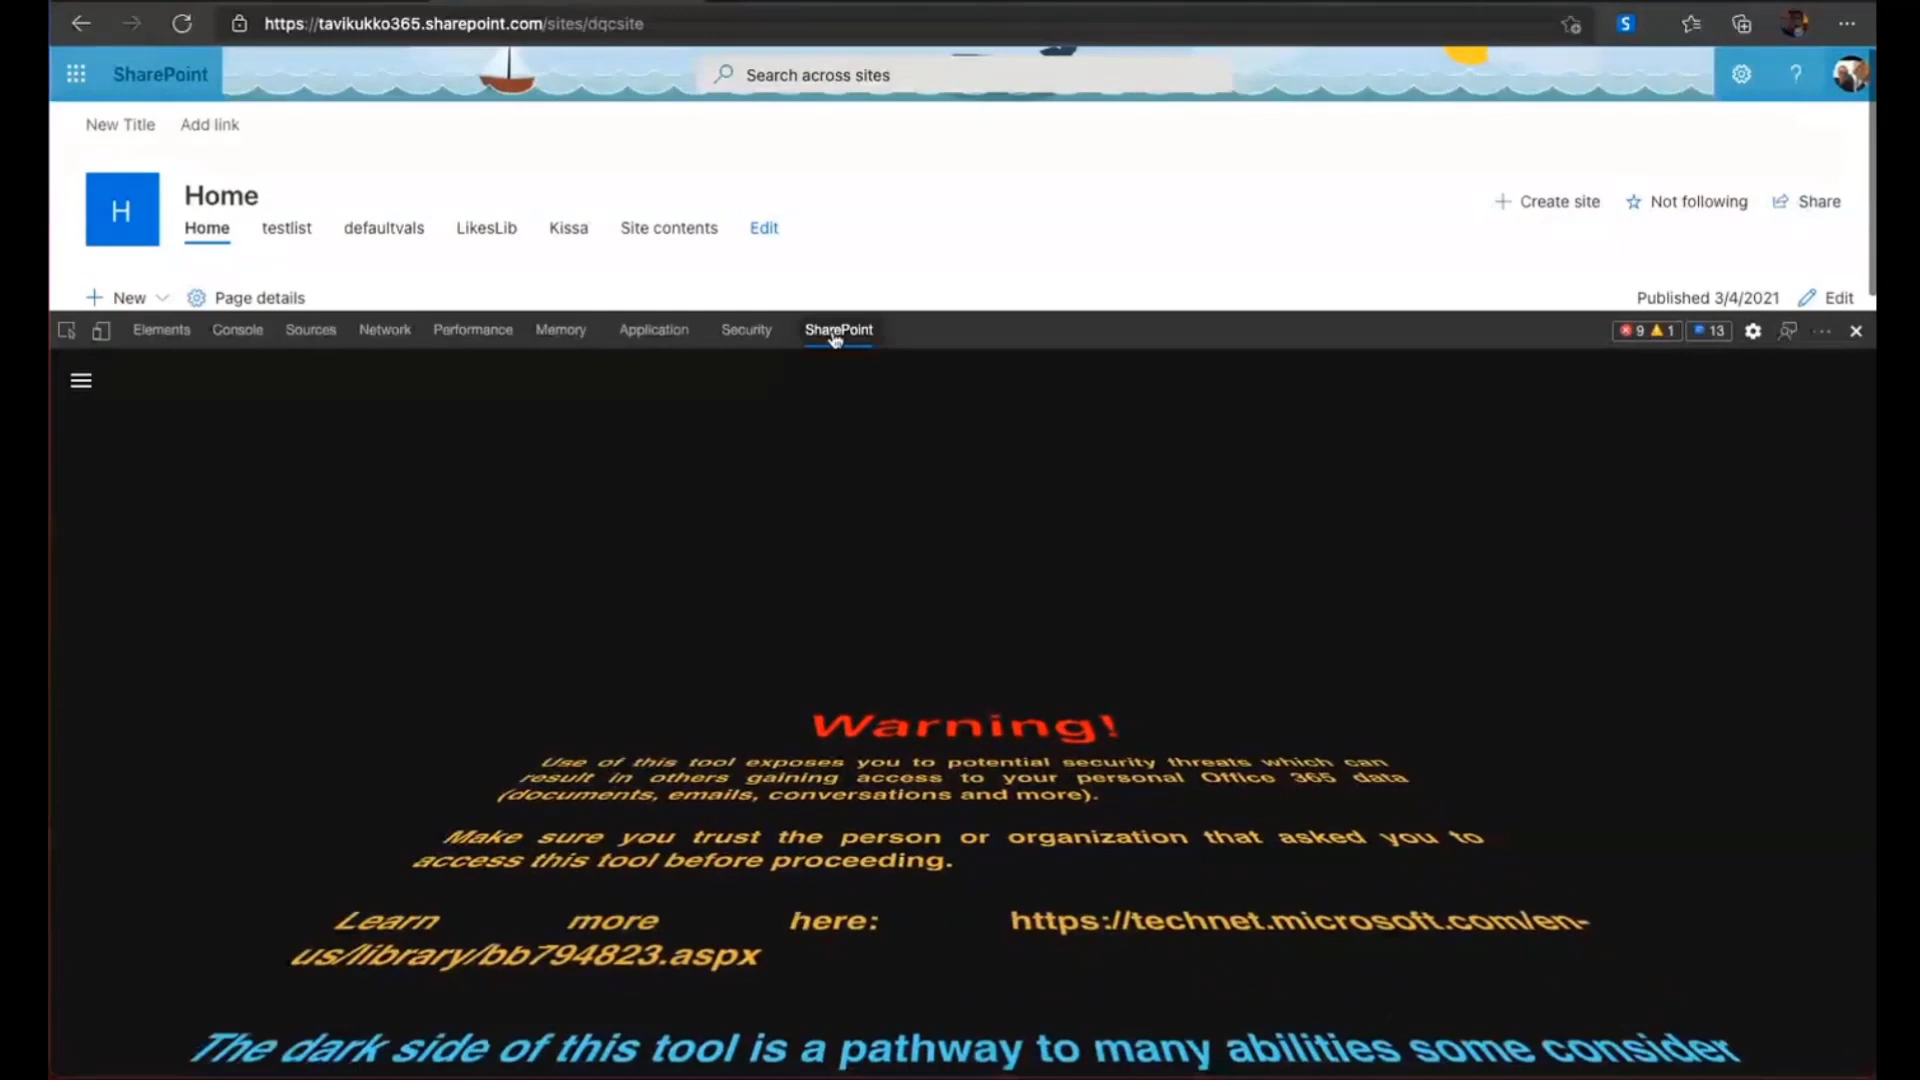 https://tavikukko365.sharepoint.com/sites/dqcsite
S
SharePoint
Search across sites
New Title Add link
H
Home
Create site Not following Share
Home testlist defaultvals LikesLib Kissa Site contents Edit
New Page details
Published 3/4/2021 Edit
Elements Console Sources Network Performance Memory Application Security SharePoint 9 1 13
Warning!
Use of this tool exposes you to potential security threats which can
result in others gaining access to your personal Office 365 data
(documents, emails, conversations and more).
Make sure you trust the person or organization that asked you to
access this tool before proceeding.
Learn more here: https://technet.microsoft.com/en-
us/library/bb794823.aspx
The dark side of this tool is a pathway to many abilities some consider